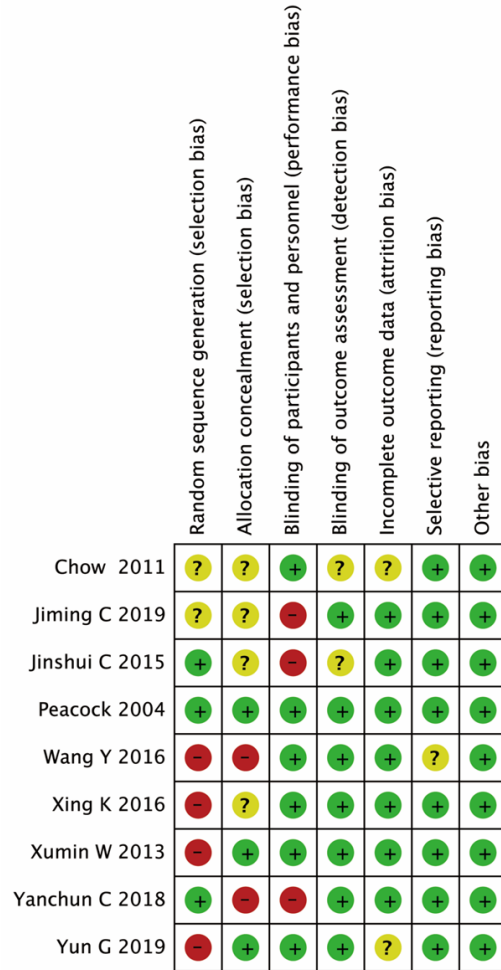 Random sequence generation (selection bias)
Allocation concealment (selection bias)
Blinding of participants and personnel (performance bias)
Blinding of outcome assessment (detection bias)
Incomplete outcome data (attrition bias)
Selective reporting (reporting bias)
Other bias
Chow 2011 ? ? + ? ? + +
Jiming C 2019 ? ? - + + + +
Jinshui C 2015 + ? - ? + + +
Peacock 2004 + + + + + + +
Wang Y 2016 - - + + + ? +
Xing K 2016 - ? + + + + +
Xumin W 2013 - + + + + + +
Yanchun C 2018 + - - + + + +
Yun G 2019 - + + + ? + +